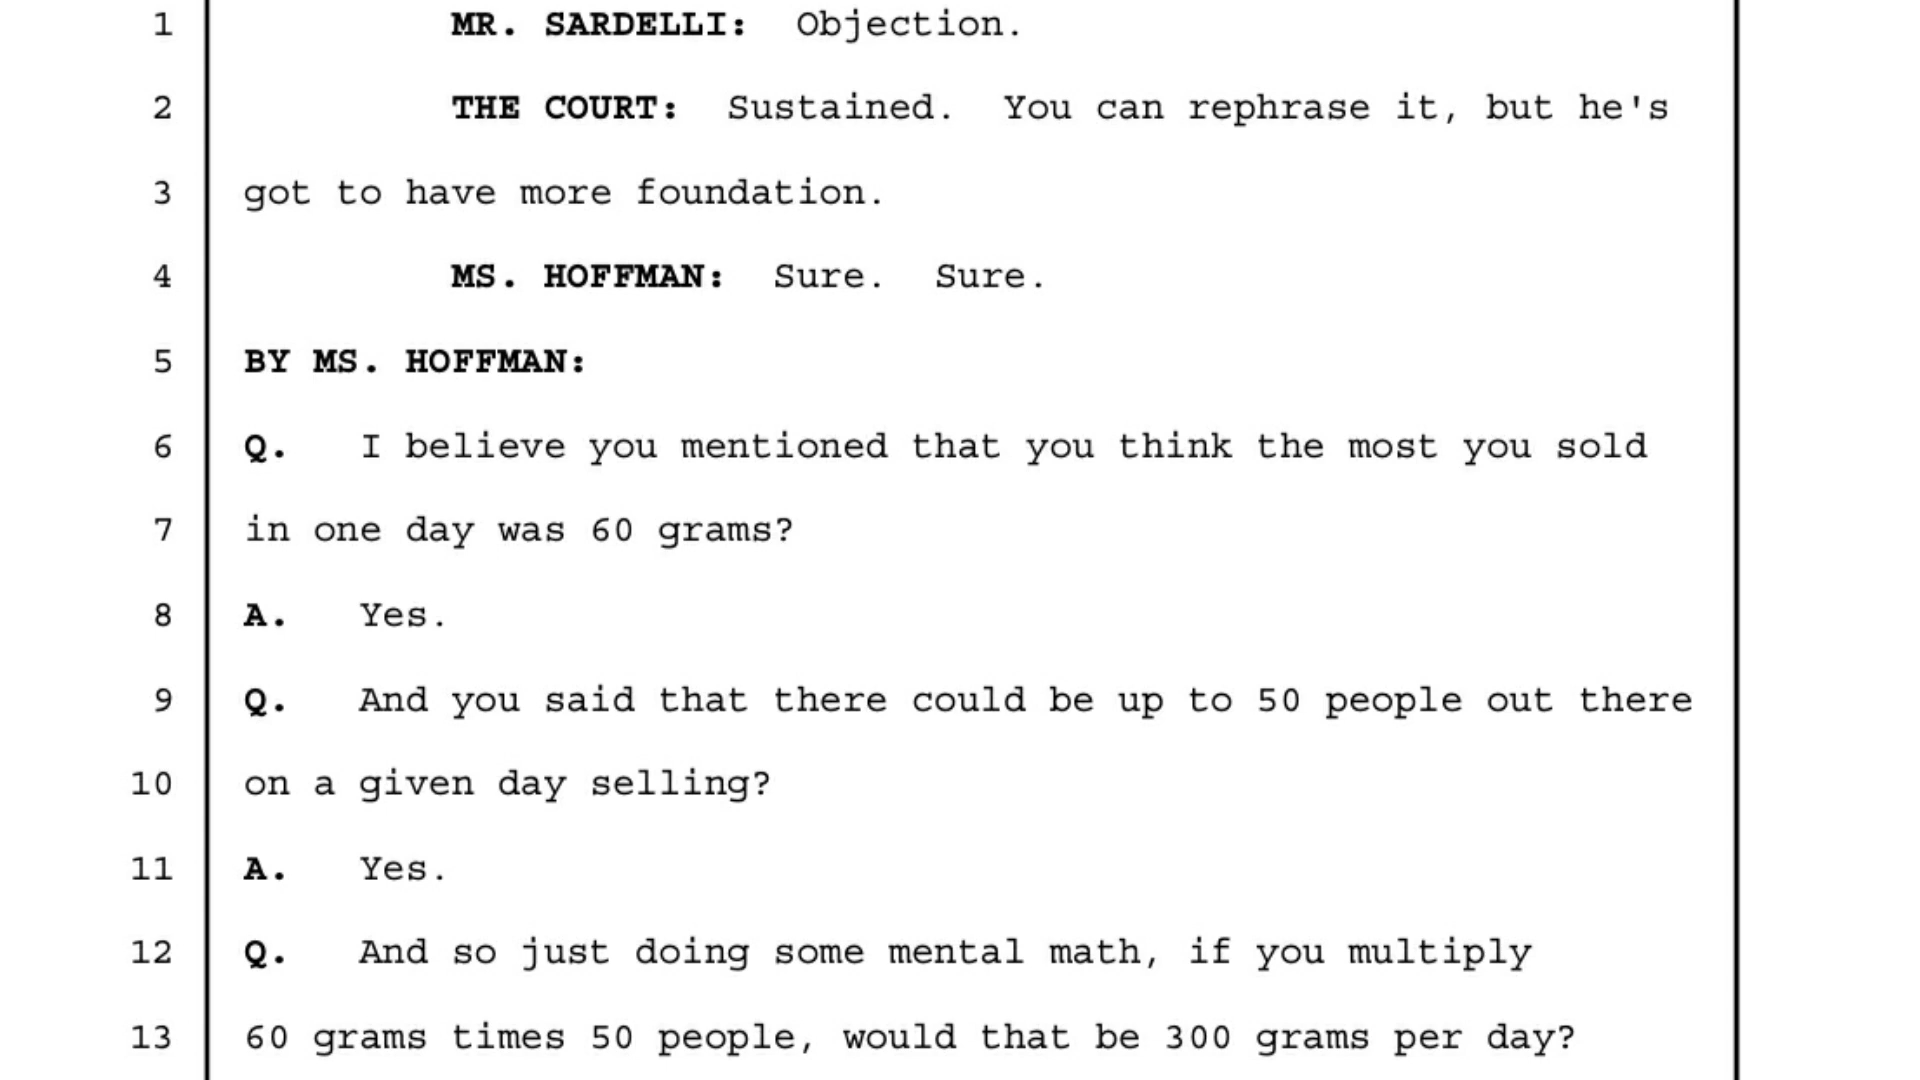 1 MR. SARDELLI: Objection.
2 THE COURT: Sustained. You can rephrase it, but he's
3 got to have more foundation.
4 MS. HOFFMAN: Sure. Sure.
5 BY MS. HOFFMAN:
6 Q. I believe you mentioned that you think the most you sold
7 in one day was 60 grams?
8 A. Yes.
9 Q. And you said that there could be up to 50 people out there
10 on a given day selling?
11 A. Yes.
12 Q. And so just doing some mental math, if you multiply
13 60 grams times 50 people, would that be 300 grams per day?